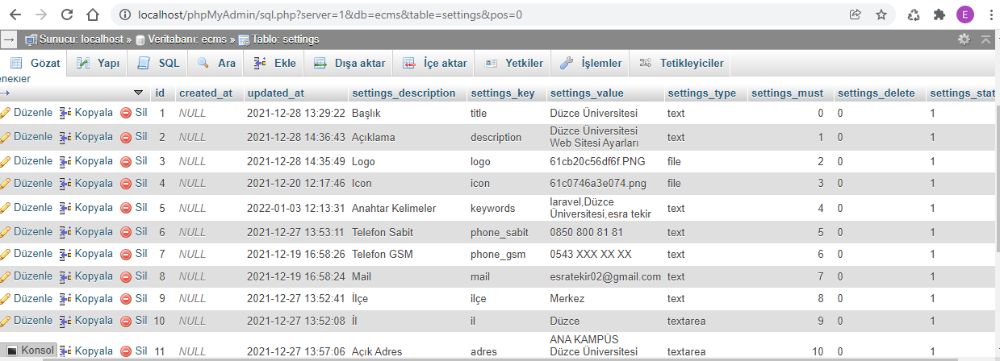 localhost/phpMyAdmin/sql.php?server=1&db=ecms&table=settings&pos=0
E
Sunucu: localhost » Veritabanı: ecms » Tablo: settings
Gözat Yapı SQL Ara Ekle Dışa aktar İçe aktar Yetkiler İşlemler Tetikleyiciler
enekler
id created_at updated_at settings_description settings_key settings_value settings_type settings_must settings_delete settings_stat
Düzenle Kopyala Sil 1 NULL 2021-12-28 13:29:22 Başlık title Düzce Üniversitesi text 0 0 1
Düzenle Kopyala Sil 2 NULL 2021-12-28 14:36:43 Açıklama description Düzce Üniversitesi text 1 0 1
Web Sitesi Ayarları
Düzenle Kopyala Sil 3 NULL 2021-12-28 14:35:49 Logo logo 61cb20c56df6f.PNG file 2 0 1
Düzenle Kopyala Sil 4 NULL 2021-12-20 12:17:46 Icon icon 61c0746a3e074.png file 3 0 1
Düzenle Kopyala Sil 5 NULL 2022-01-03 12:13:31 Anahtar Kelimeler keywords laravel,Düzce text 4 0 1
Üniversitesi,esra tekir
Düzenle Kopyala Sil 6 NULL 2021-12-27 13:53:11 Telefon Sabit phone_sabit 0850 800 81 81 text 5 0 1
Düzenle Kopyala Sil 7 NULL 2021-12-19 16:58:26 Telefon GSM phone_gsm 0543 XXX XX XX text 6 0 1
Düzenle Kopyala Sil 8 NULL 2021-12-19 16:58:24 Mail mail esratekir02@gmail.com text 7 0 1
Düzenle Kopyala Sil 9 NULL 2021-12-27 13:52:41 İlçe ilçe Merkez text 8 0 1
Düzenle Kopyala Sil 10 NULL 2021-12-27 13:52:08 İl il Düzce textarea 9 0 1
ANA KAMPÜS
Konsol Kopyala Sil 11 NULL 2021-12-27 13:57:06 Açık Adres adres Düzce Üniversitesi textarea 10 0 1